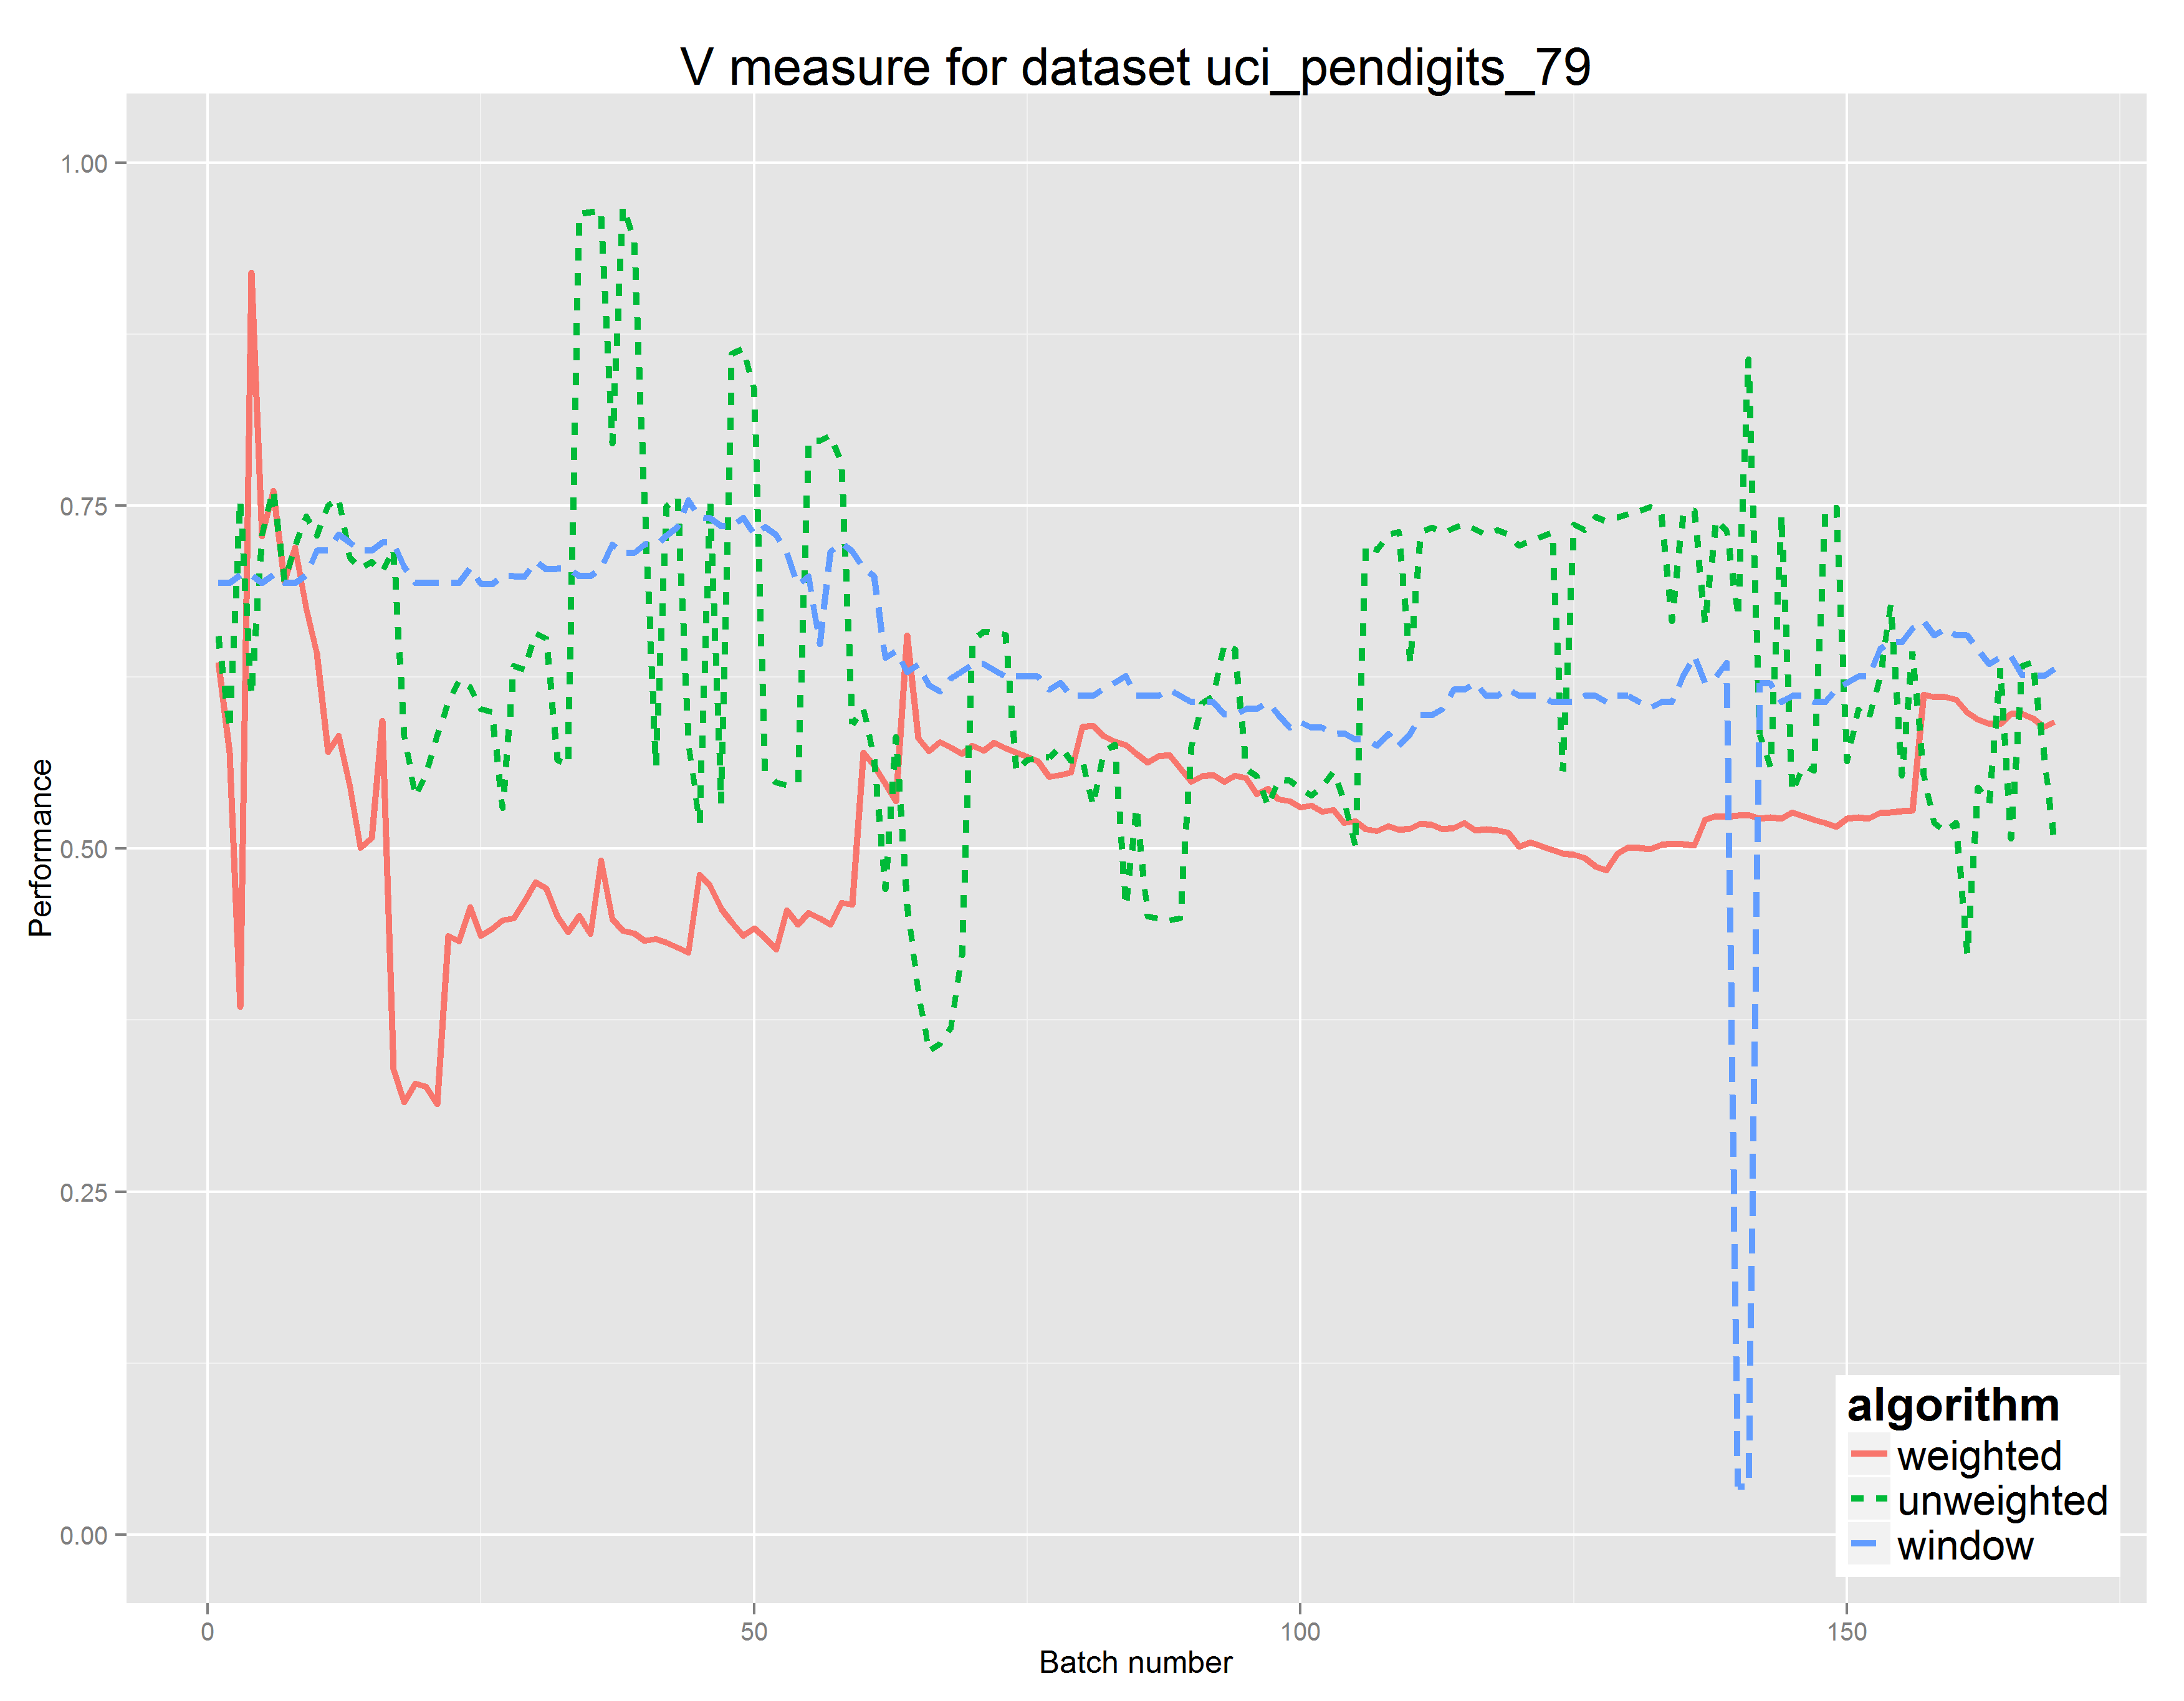 V measure for dataset uci_pendigits_79
1.00
0.75
0.50
0.25
0.00
Performance
0
50
100
150
Batch number
algorithm
weighted
unweighted
window